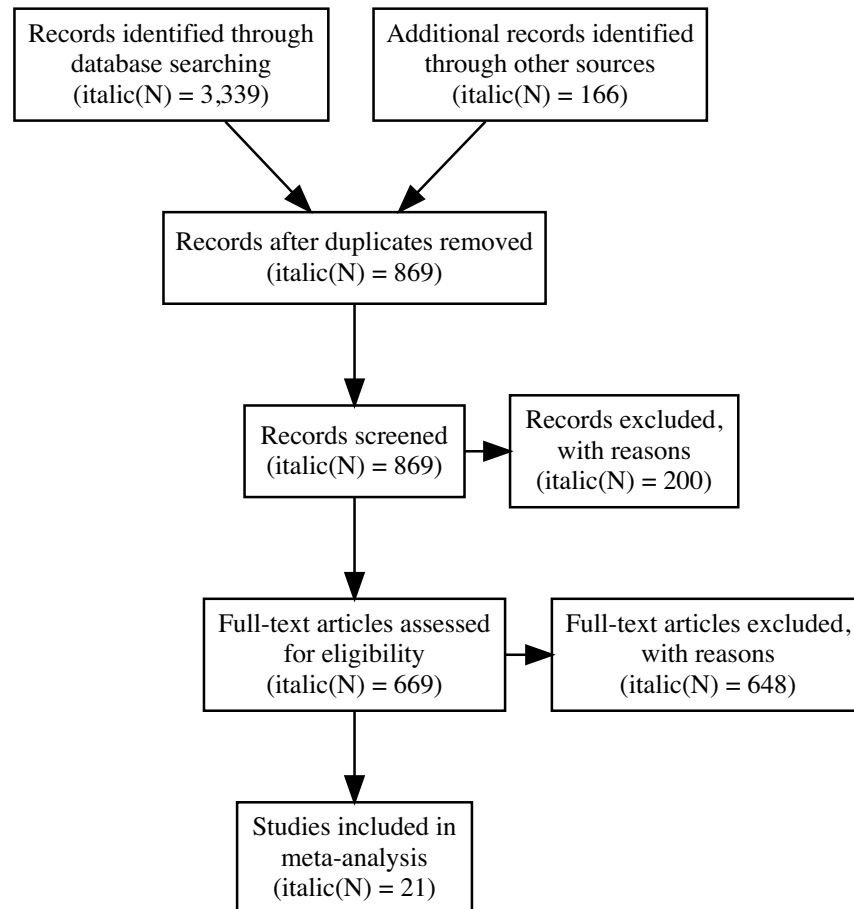 Records identified through
database searching
(italic(N) = 3,339)
Additional records identified
through other sources
(italic(N) = 166)
Records after duplicates removed
(italic(N) = 869)
Records screened
(italic(N) = 869)
Records excluded,
with reasons
(italic(N) = 200)
Full-text articles assessed
for eligibility
(italic(N) = 669)
Full-text articles excluded,
with reasons
(italic(N) = 648)
Studies included in
meta-analysis
(italic(N) = 21)